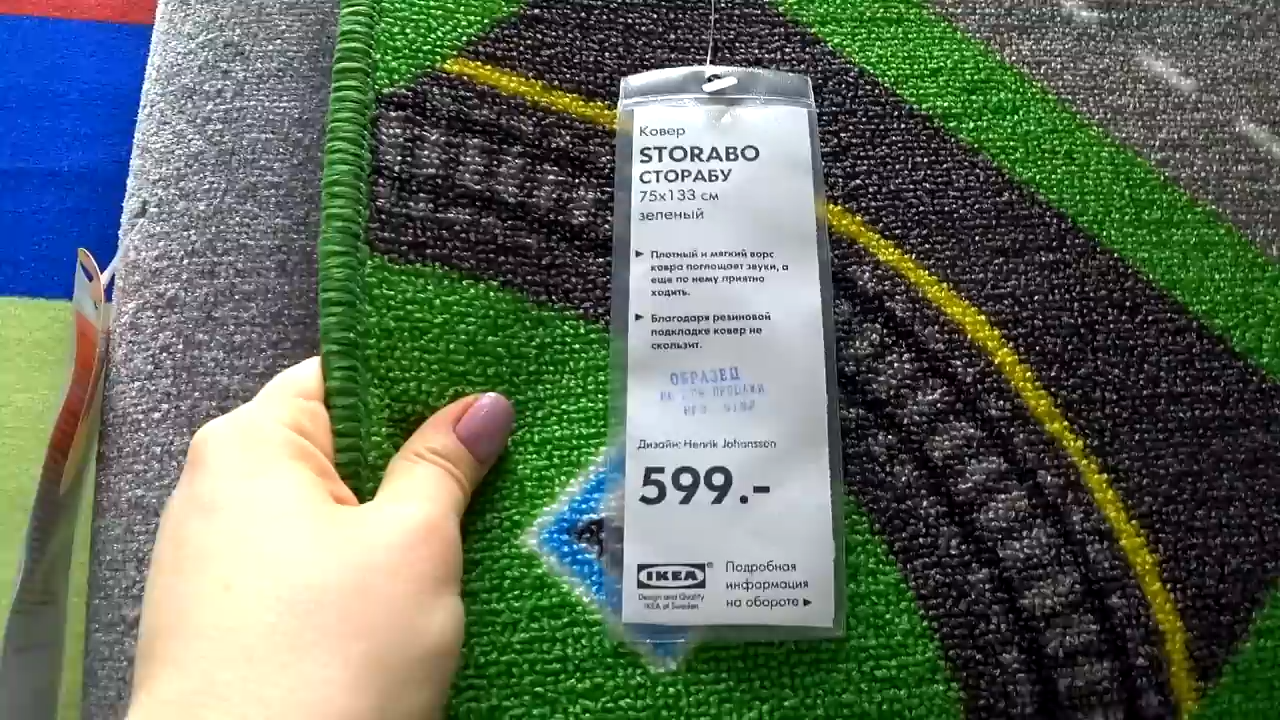 Ковер
STORABO
СТОРАБУ
75x133 см
зеленый
► Плотный и мягкий ворс
ковра поглощает звуки, а
еще по нему приятно
ходить.
► Благодаря резиновой
подкладке ковер не
скользит.
ОБРАЗЕЦ
ПРОДАЖИ
Дизайн: Henrik Johansson
599.-
IKEA®
Design and Quality
IKEA of Sweden
Подробная
информация
на обороте ►